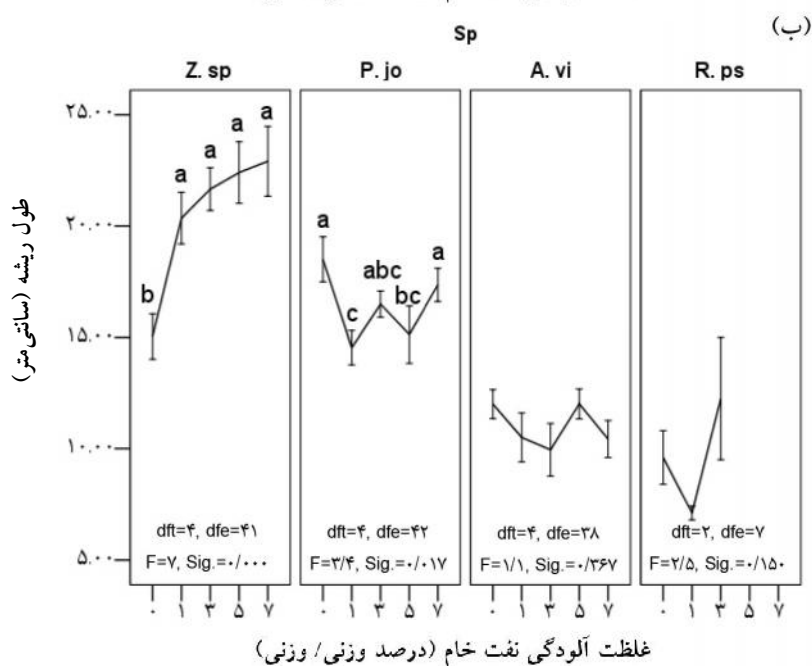 (ب)
Sp
Z. sp P. jo A. vi R. ps
طول ریشه (سانتی‌متر)
۲۵.۰۰
۲۰.۰۰
۱۵.۰۰
۱۰.۰۰
۵.۰۰
b a a a a
a c abc bc a
dft=۴, dfe=۴۱
F=۷, Sig.=۰/۰۰۰
dft=۴, dfe=۴۲
F=۳/۴, Sig.=۰/۰۱۷
dft=۴, dfe=۳۸
F=۱/۱, Sig.=۰/۳۶۷
dft=۲, dfe=۷
F=۲/۵, Sig.=۰/۱۵۰
۰ ۱ ۳ ۵ ۷ ۰ ۱ ۳ ۵ ۷ ۰ ۱ ۳ ۵ ۷ ۰ ۱ ۳ ۵ ۷
غلظت آلودگی نفت خام (درصد وزنی/ وزنی)